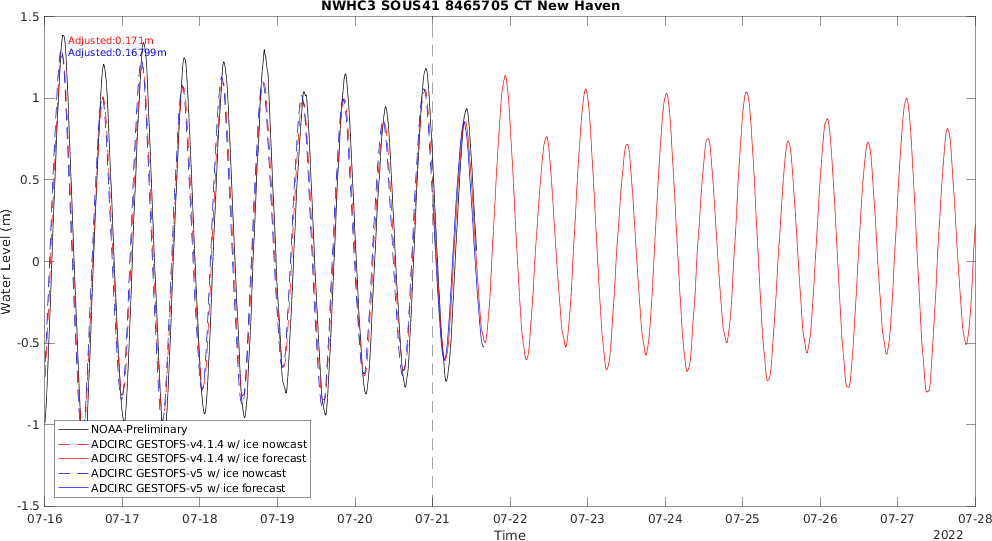 NWHC3 SOUS41 8465705 CT New Haven
1.5
1
0.5
0
-0.5
-1
-1.5
Water Level (m)
Adjusted:0.171m
Adjusted:0.16799m
NOAA-Preliminary
ADCIRC GESTOFS-v4.1.4 w/ ice nowcast
ADCIRC GESTOFS-v4.1.4 w/ ice forecast
ADCIRC GESTOFS-v5 w/ ice nowcast
ADCIRC GESTOFS-v5 w/ ice forecast
07-16 07-17 07-18 07-19 07-20 07-21 07-22 07-23 07-24 07-25 07-26 07-27 07-28
Time
2022